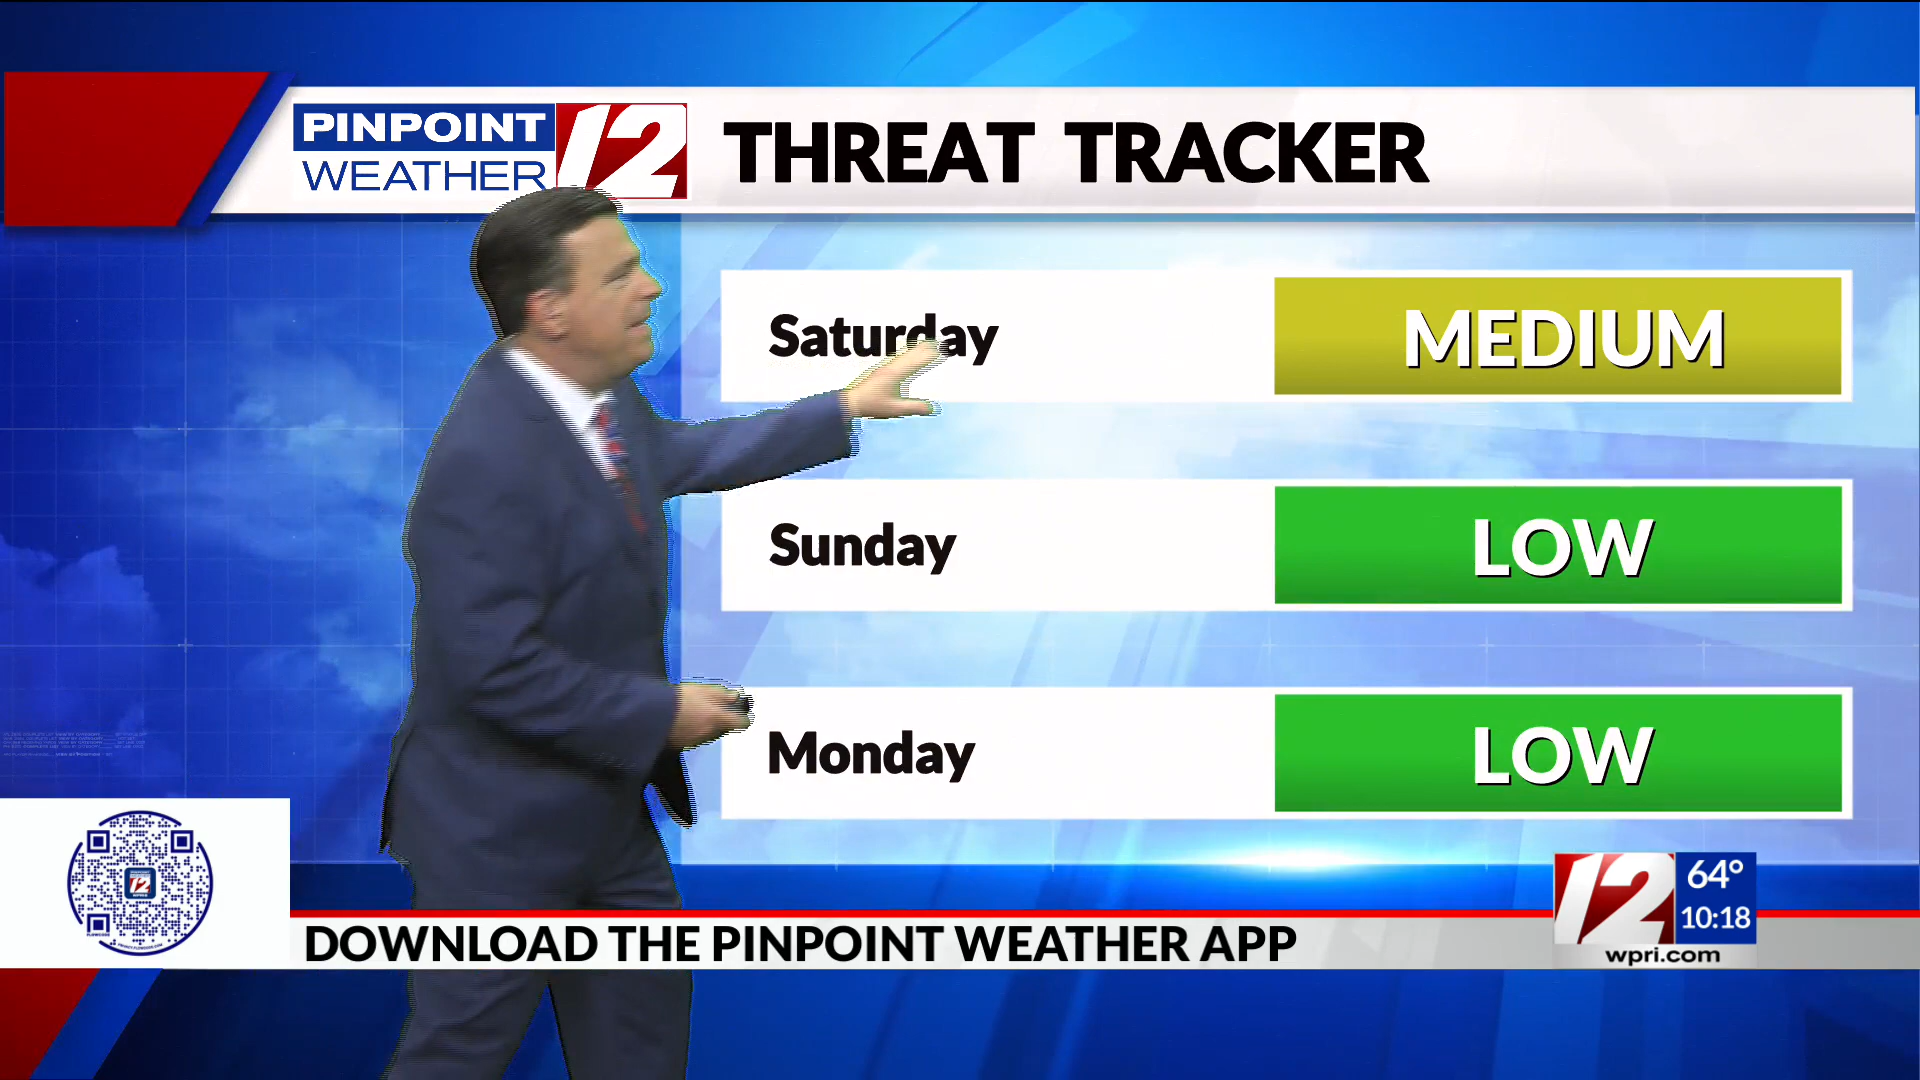 PINPOINT
WEATHER
12
THREAT TRACKER
Saturday
MEDIUM
Sunday
LOW
Monday
LOW
12
DOWNLOAD THE PINPOINT WEATHER APP
12
64°
10:18
wpri.com